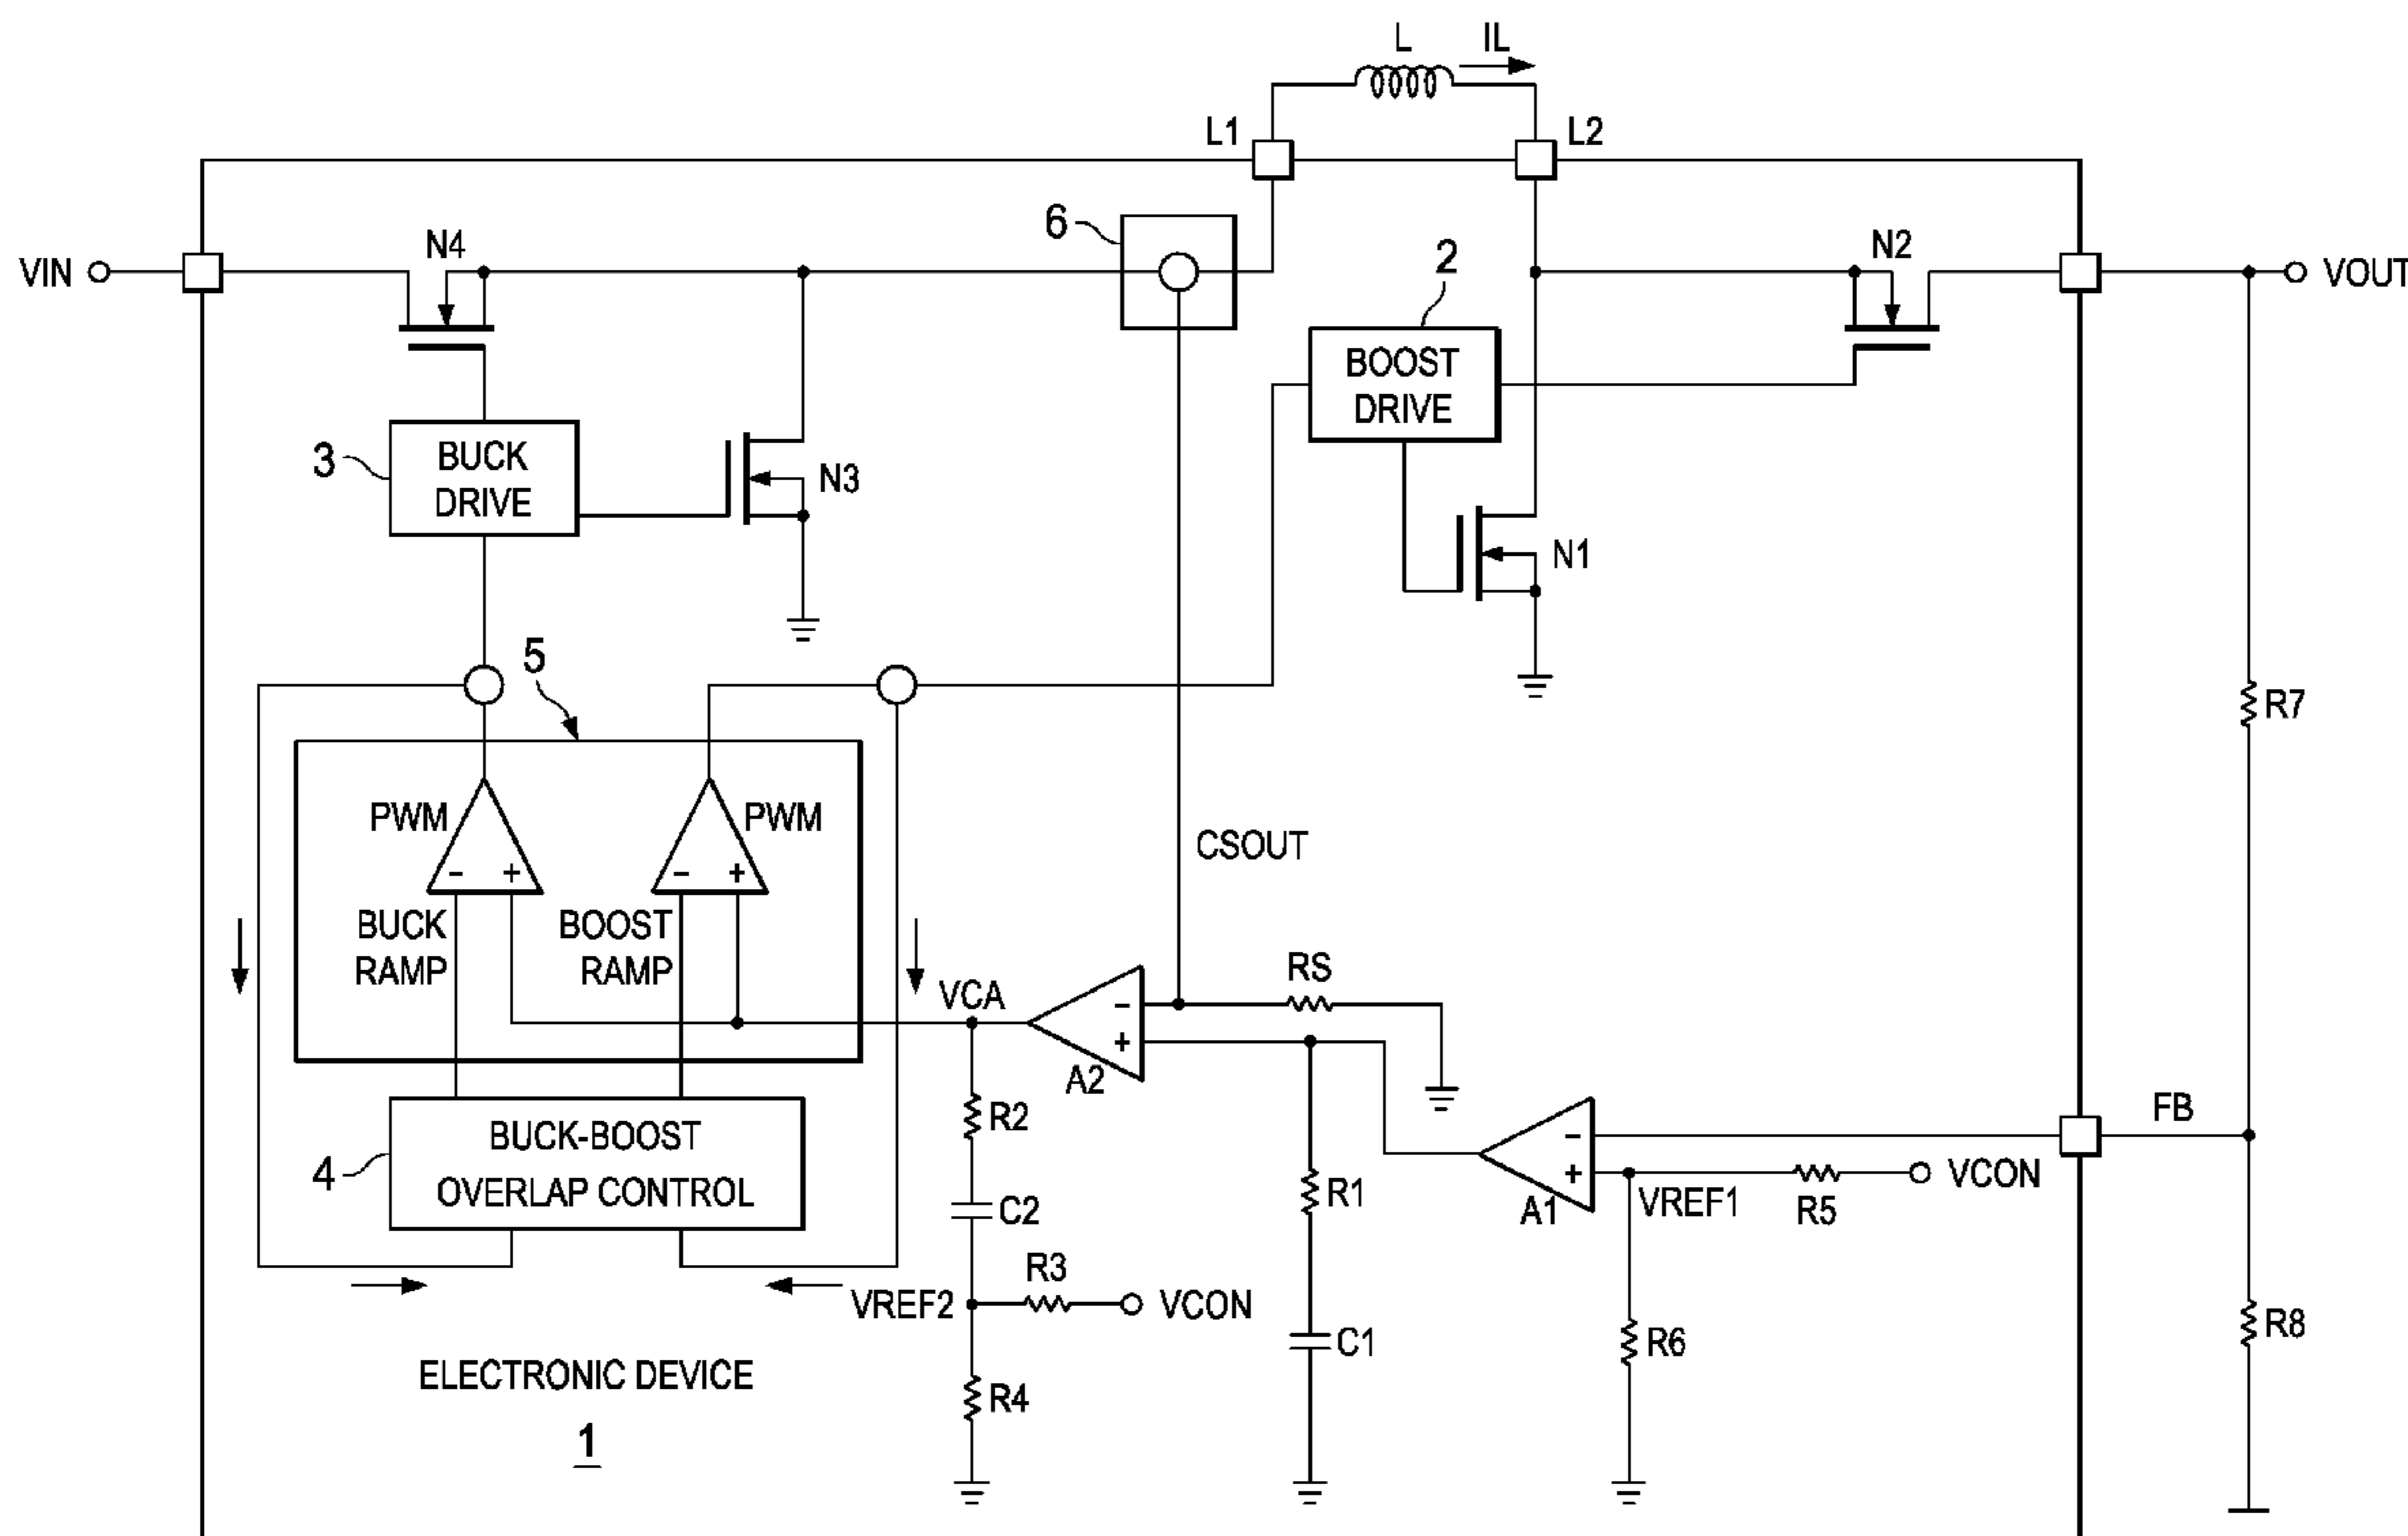 L
IL
L1
L2
6
N4
2
N2
VIN
VOUT
BOOST
DRIVE
3
BUCK
DRIVE
N3
N1
5
R7
PWM
PWM
- +
- +
CSOUT
BUCK
RAMP
BOOST
RAMP
RS
VCA
-
+
A2
FB
R2
BUCK-BOOST
OVERLAP CONTROL
4
-
+
A1
VREF1
R5
VCON
R1
C2
R3
VREF2
VCON
C1
R6
R8
R4
ELECTRONIC DEVICE
1